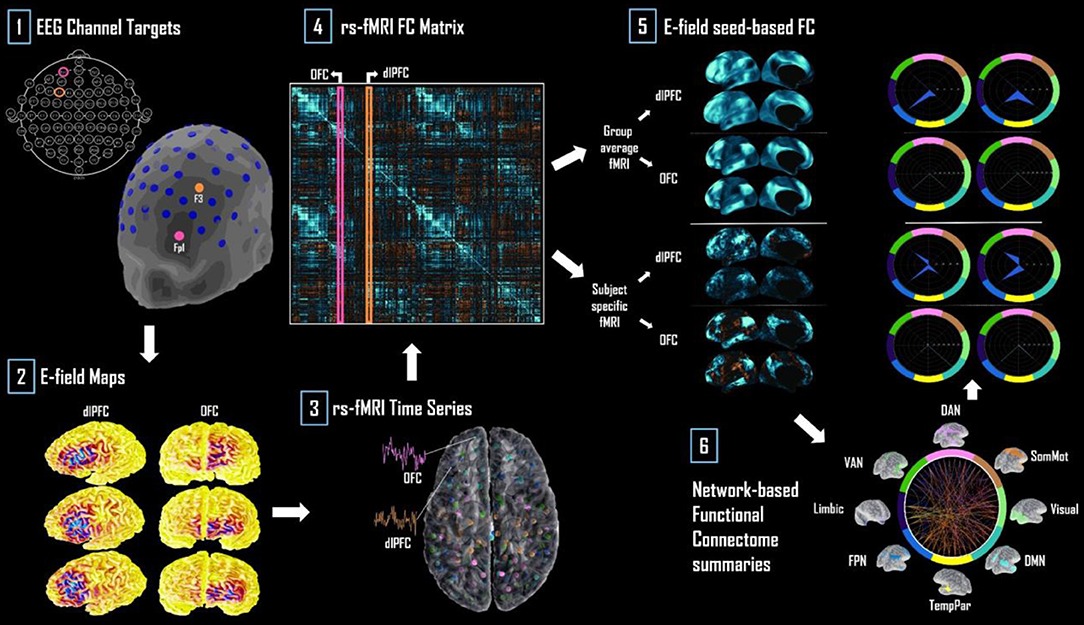 1 EEG Channel Targets
F3
Fp1
2 E-field Maps
dlPFC
OFC
3 rs-fMRI Time Series
OFC
dlPFC
4 rs-fMRI FC Matrix
OFC
dlPFC
5 E-field seed-based FC
Group
average
fMRI
dlPFC
OFC
Subject
specific
fMRI
dlPFC
OFC
6
Network-based
Functional
Connectome
summaries
DAN
VAN
SomMot
Limbic
Visual
FPN
DMN
TempPar